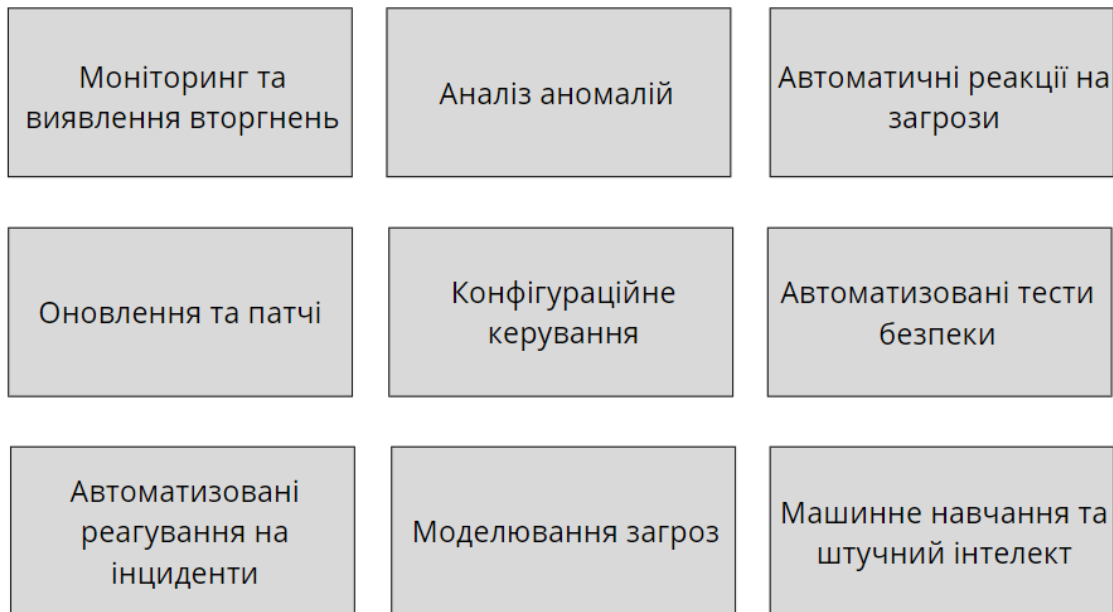 Моніторинг та
виявлення вторгнень
Аналіз аномалій
Автоматичні реакції на
загрози
Оновлення та патчі
Конфігураційне
керування
Автоматизовані тести
безпеки
Автоматизовані
реагування на
інциденти
Моделювання загроз
Машинне навчання та
штучний інтелект